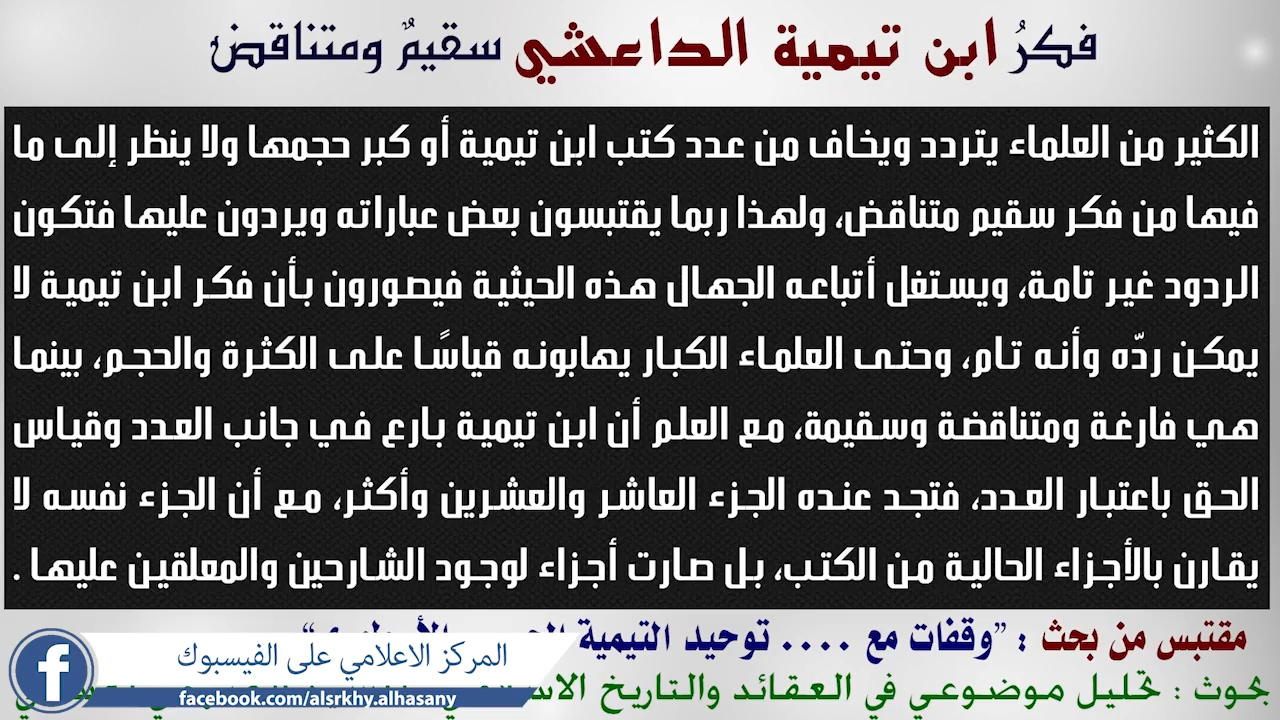 فكرُ ابن تيمية الداعشي سقيمٌ ومتناقض
الكثير من العلماء يتردد ويخاف من عدد كتب ابن تيمية أو كبر حجمها ولا ينظر إلى ما
فيها من فكر سقيم متناقض، ولهذا ربما يقتبسون بعض عباراته ويردون عليها فتكون
الردود غير تامة، ويستغل أتباعه الجهال هذه الحيثية فيصورون بأن فكر ابن تيمية لا
يمكن ردّه وأنه تام، وحتى العلماء الكبار يهابونه قياسًا على الكثرة والحجم، بينما
هي فارغة ومتناقضة وسقيمة، مع العلم أن ابن تيمية بارع في جانب العدد وقياس
الحق باعتبار العدد، فتجد عنده الجزء العاشر والعشرين وأكثر، مع أن الجزء نفسه لا
يقارن بالأجزاء الحالية من الكتب، بل صارت أجزاء لوجود الشارحين والمعلقين عليها .
مقتبس من بحث : "وقفات مع .... توحيد التيمية
بحوث : تحليل موضوعي في العقائد والتاريخ
المركز الاعلامي على الفيسبوك
facebook.com/alsrkhy.alhasany